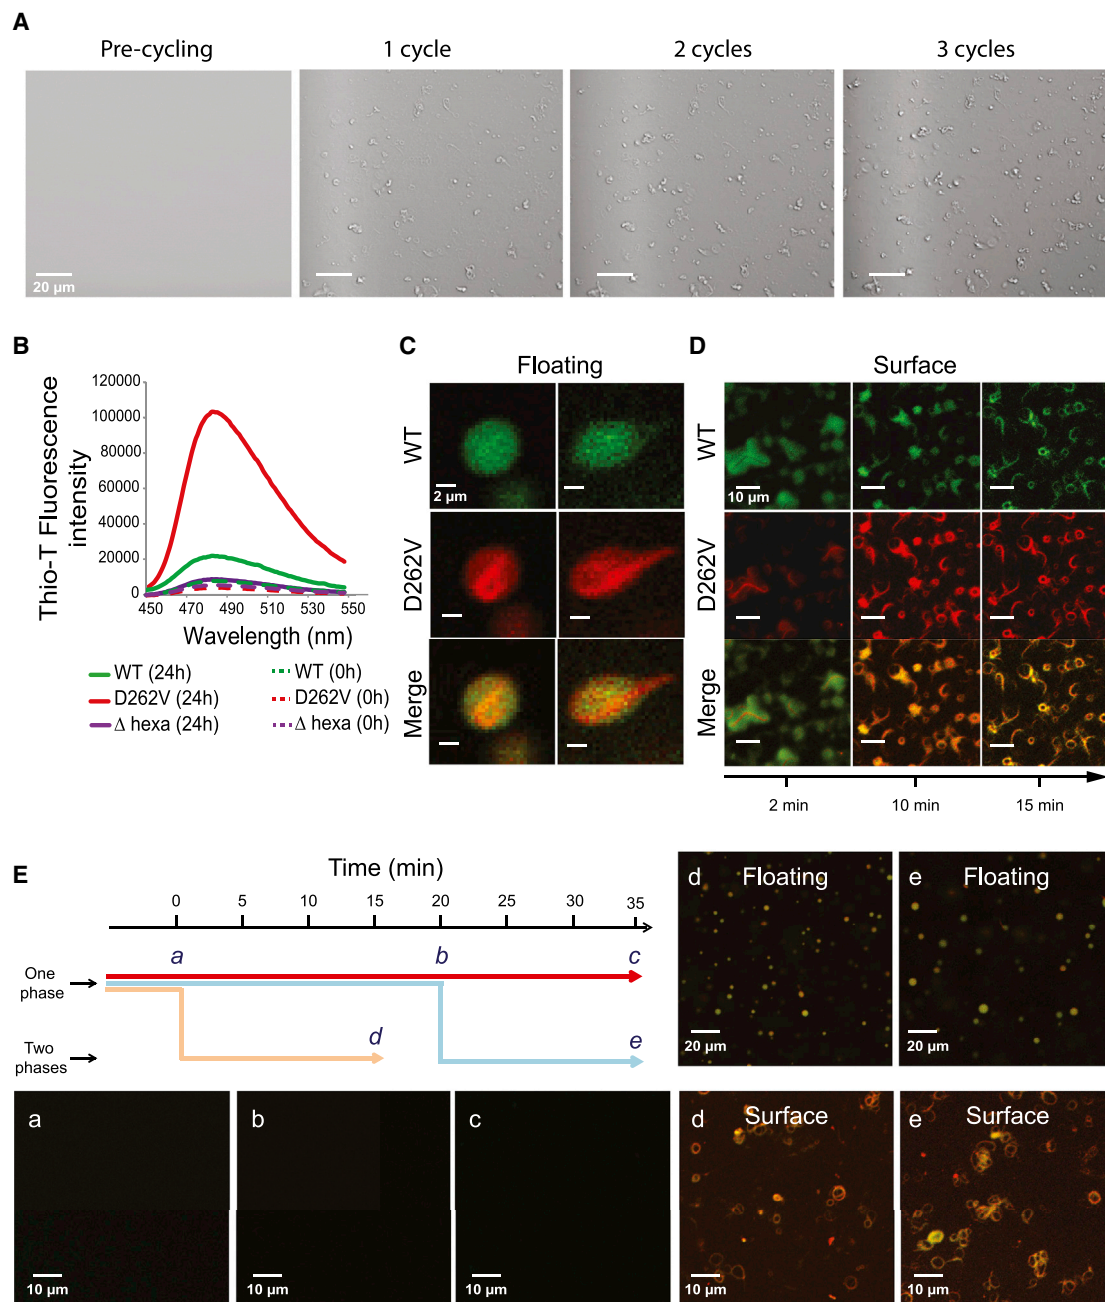 A
Pre-cycling
1 cycle
2 cycles
3 cycles
20 µm
B
Thio-T Fluorescence
intensity
120000
100000
80000
60000
40000
20000
0
450 470 490 510 530 550
Wavelength (nm)
WT (24h)
WT (0h)
D262V (24h)
D262V (0h)
Δ hexa (24h)
Δ hexa (0h)
C
Floating
WT
2 µm
D262V
Merge
D
Surface
WT
10 µm
D262V
Merge
2 min
10 min
15 min
E
Time (min)
0 5 10 15 20 25 30 35
a
b
c
One
phase
d
e
Two
phases
d
Floating
20 µm
e
Floating
20 µm
a
10 µm
b
10 µm
c
10 µm
d
Surface
10 µm
e
Surface
10 µm